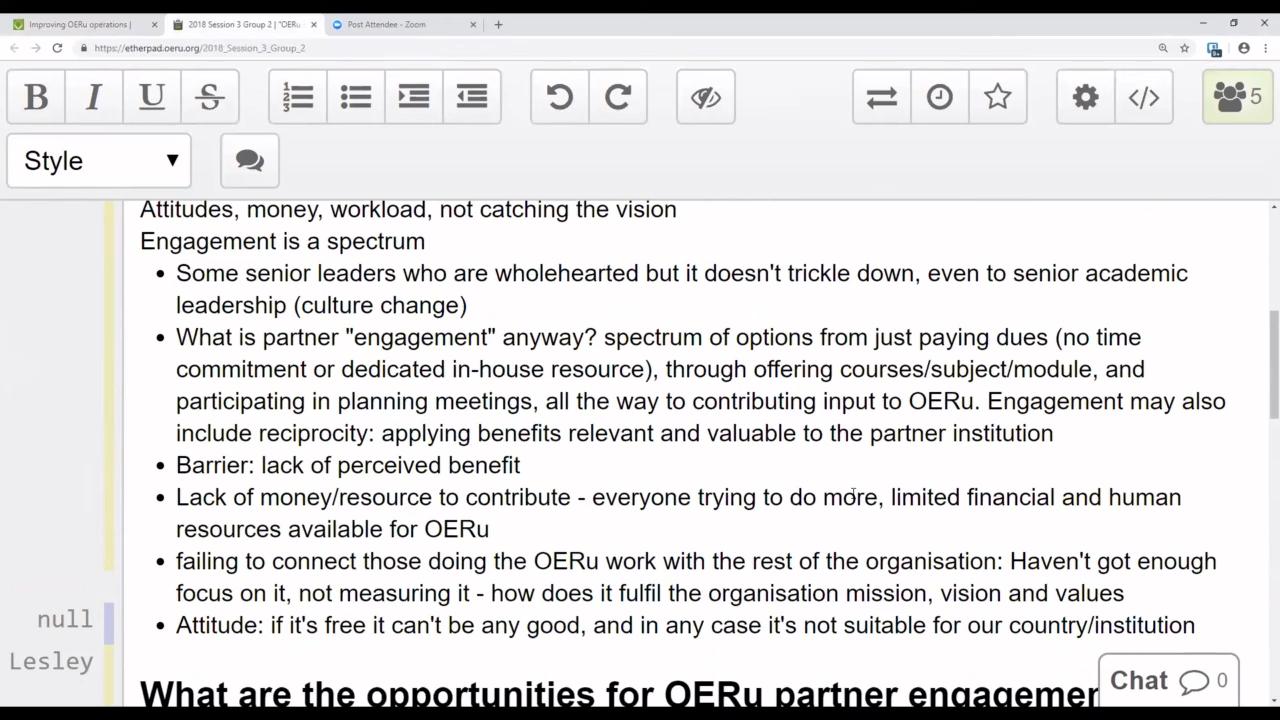 Improving OERu operations |
2018 Session 3 Group 2 | "OERu
Post Attendee - Zoom
https://etherpad.oeru.org/2018_Session_3_Group_2
B I U S
5
Style
Attitudes, money, workload, not catching the vision
Engagement is a spectrum
• Some senior leaders who are wholehearted but it doesn't trickle down, even to senior academic
leadership (culture change)
• What is partner "engagement" anyway? spectrum of options from just paying dues (no time
commitment or dedicated in-house resource), through offering courses/subject/module, and
participating in planning meetings, all the way to contributing input to OERu. Engagement may also
include reciprocity: applying benefits relevant and valuable to the partner institution
• Barrier: lack of perceived benefit
• Lack of money/resource to contribute - everyone trying to do more, limited financial and human
resources available for OERu
• failing to connect those doing the OERu work with the rest of the organisation: Haven't got enough
focus on it, not measuring it - how does it fulfil the organisation mission, vision and values
null
• Attitude: if it's free it can't be any good, and in any case it's not suitable for our country/institution
Lesley
What are the opportunities for OERu partner engagemen
Chat 0